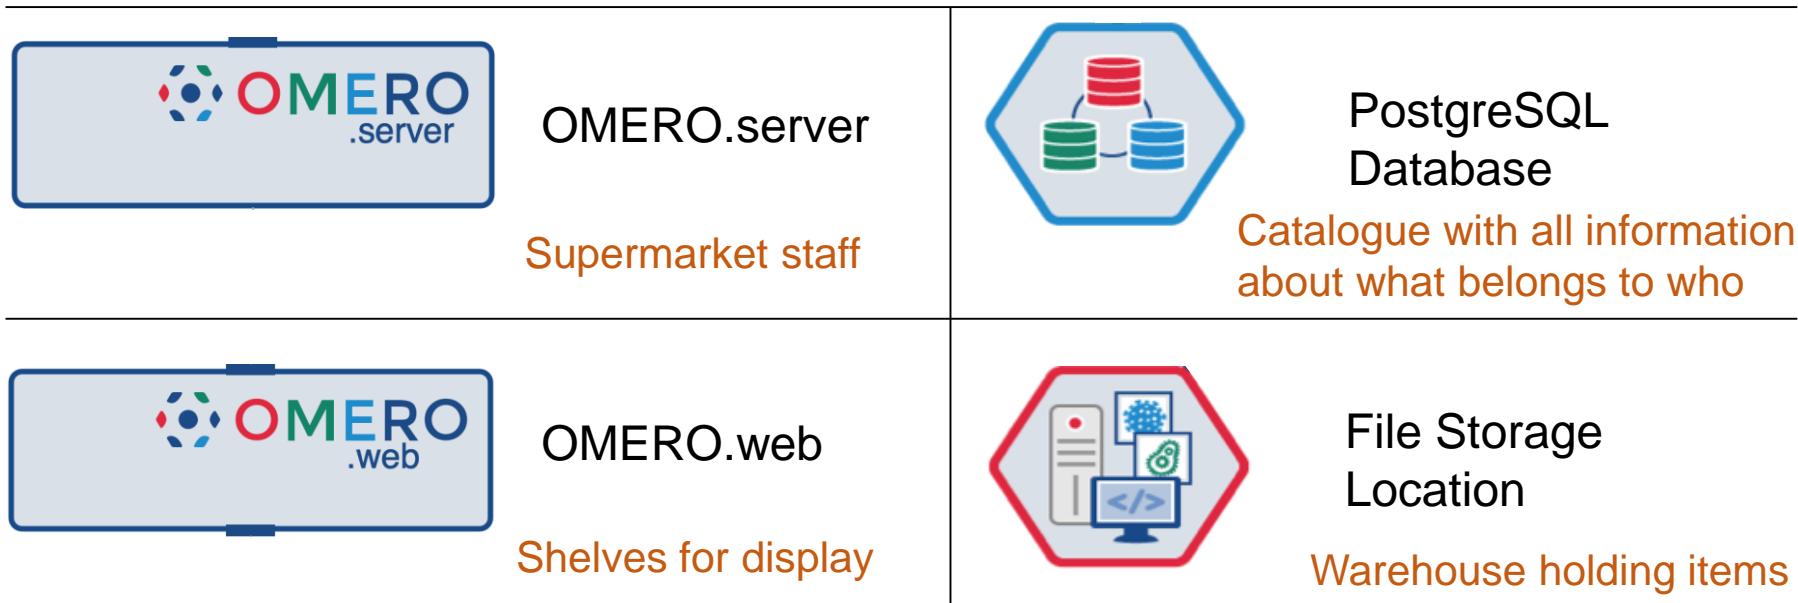 OMERO
.server
OMERO.server
Supermarket staff
PostgreSQL
Database
Catalogue with all information
about what belongs to who
OMERO
.web
OMERO.web
Shelves for display
</>
File Storage
Location
Warehouse holding items